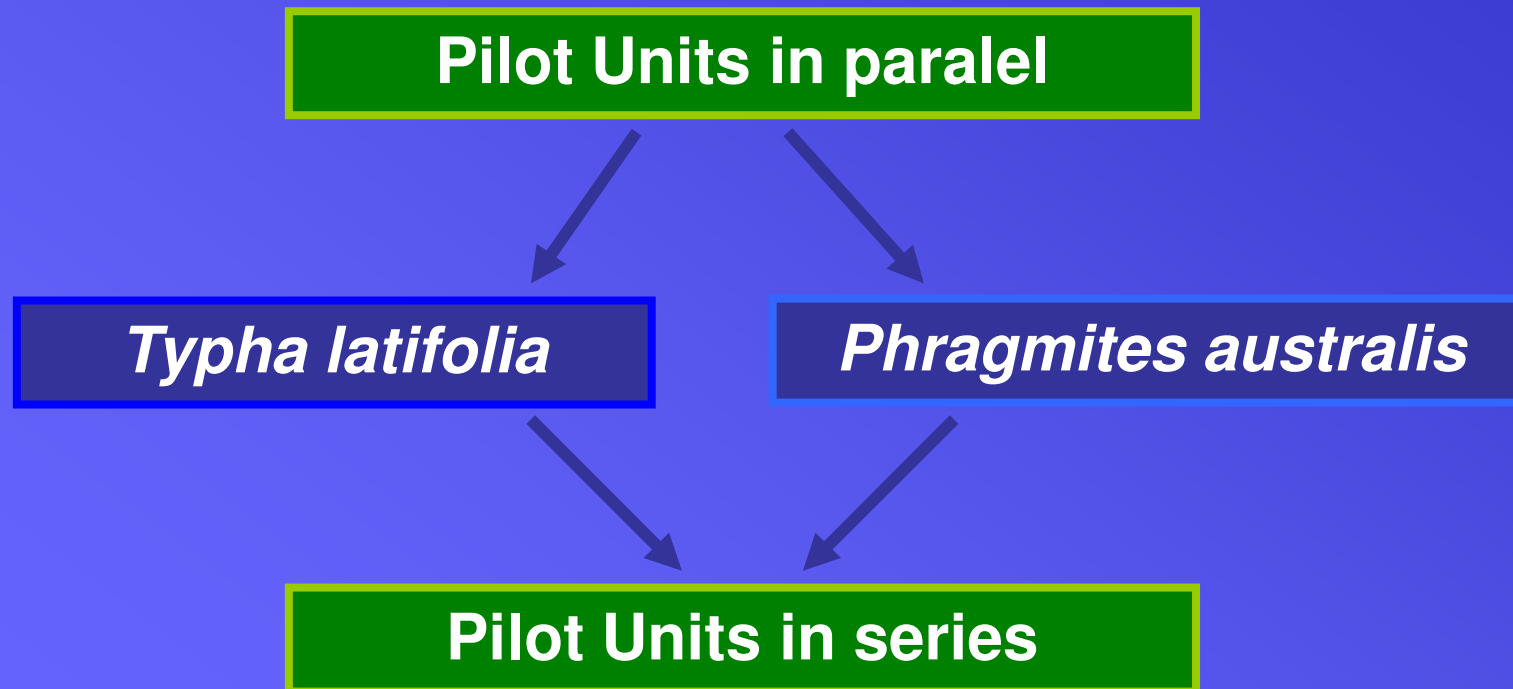 Pilot Units in paralel
Typha latifolia
Phragmites australis
Pilot Units in series